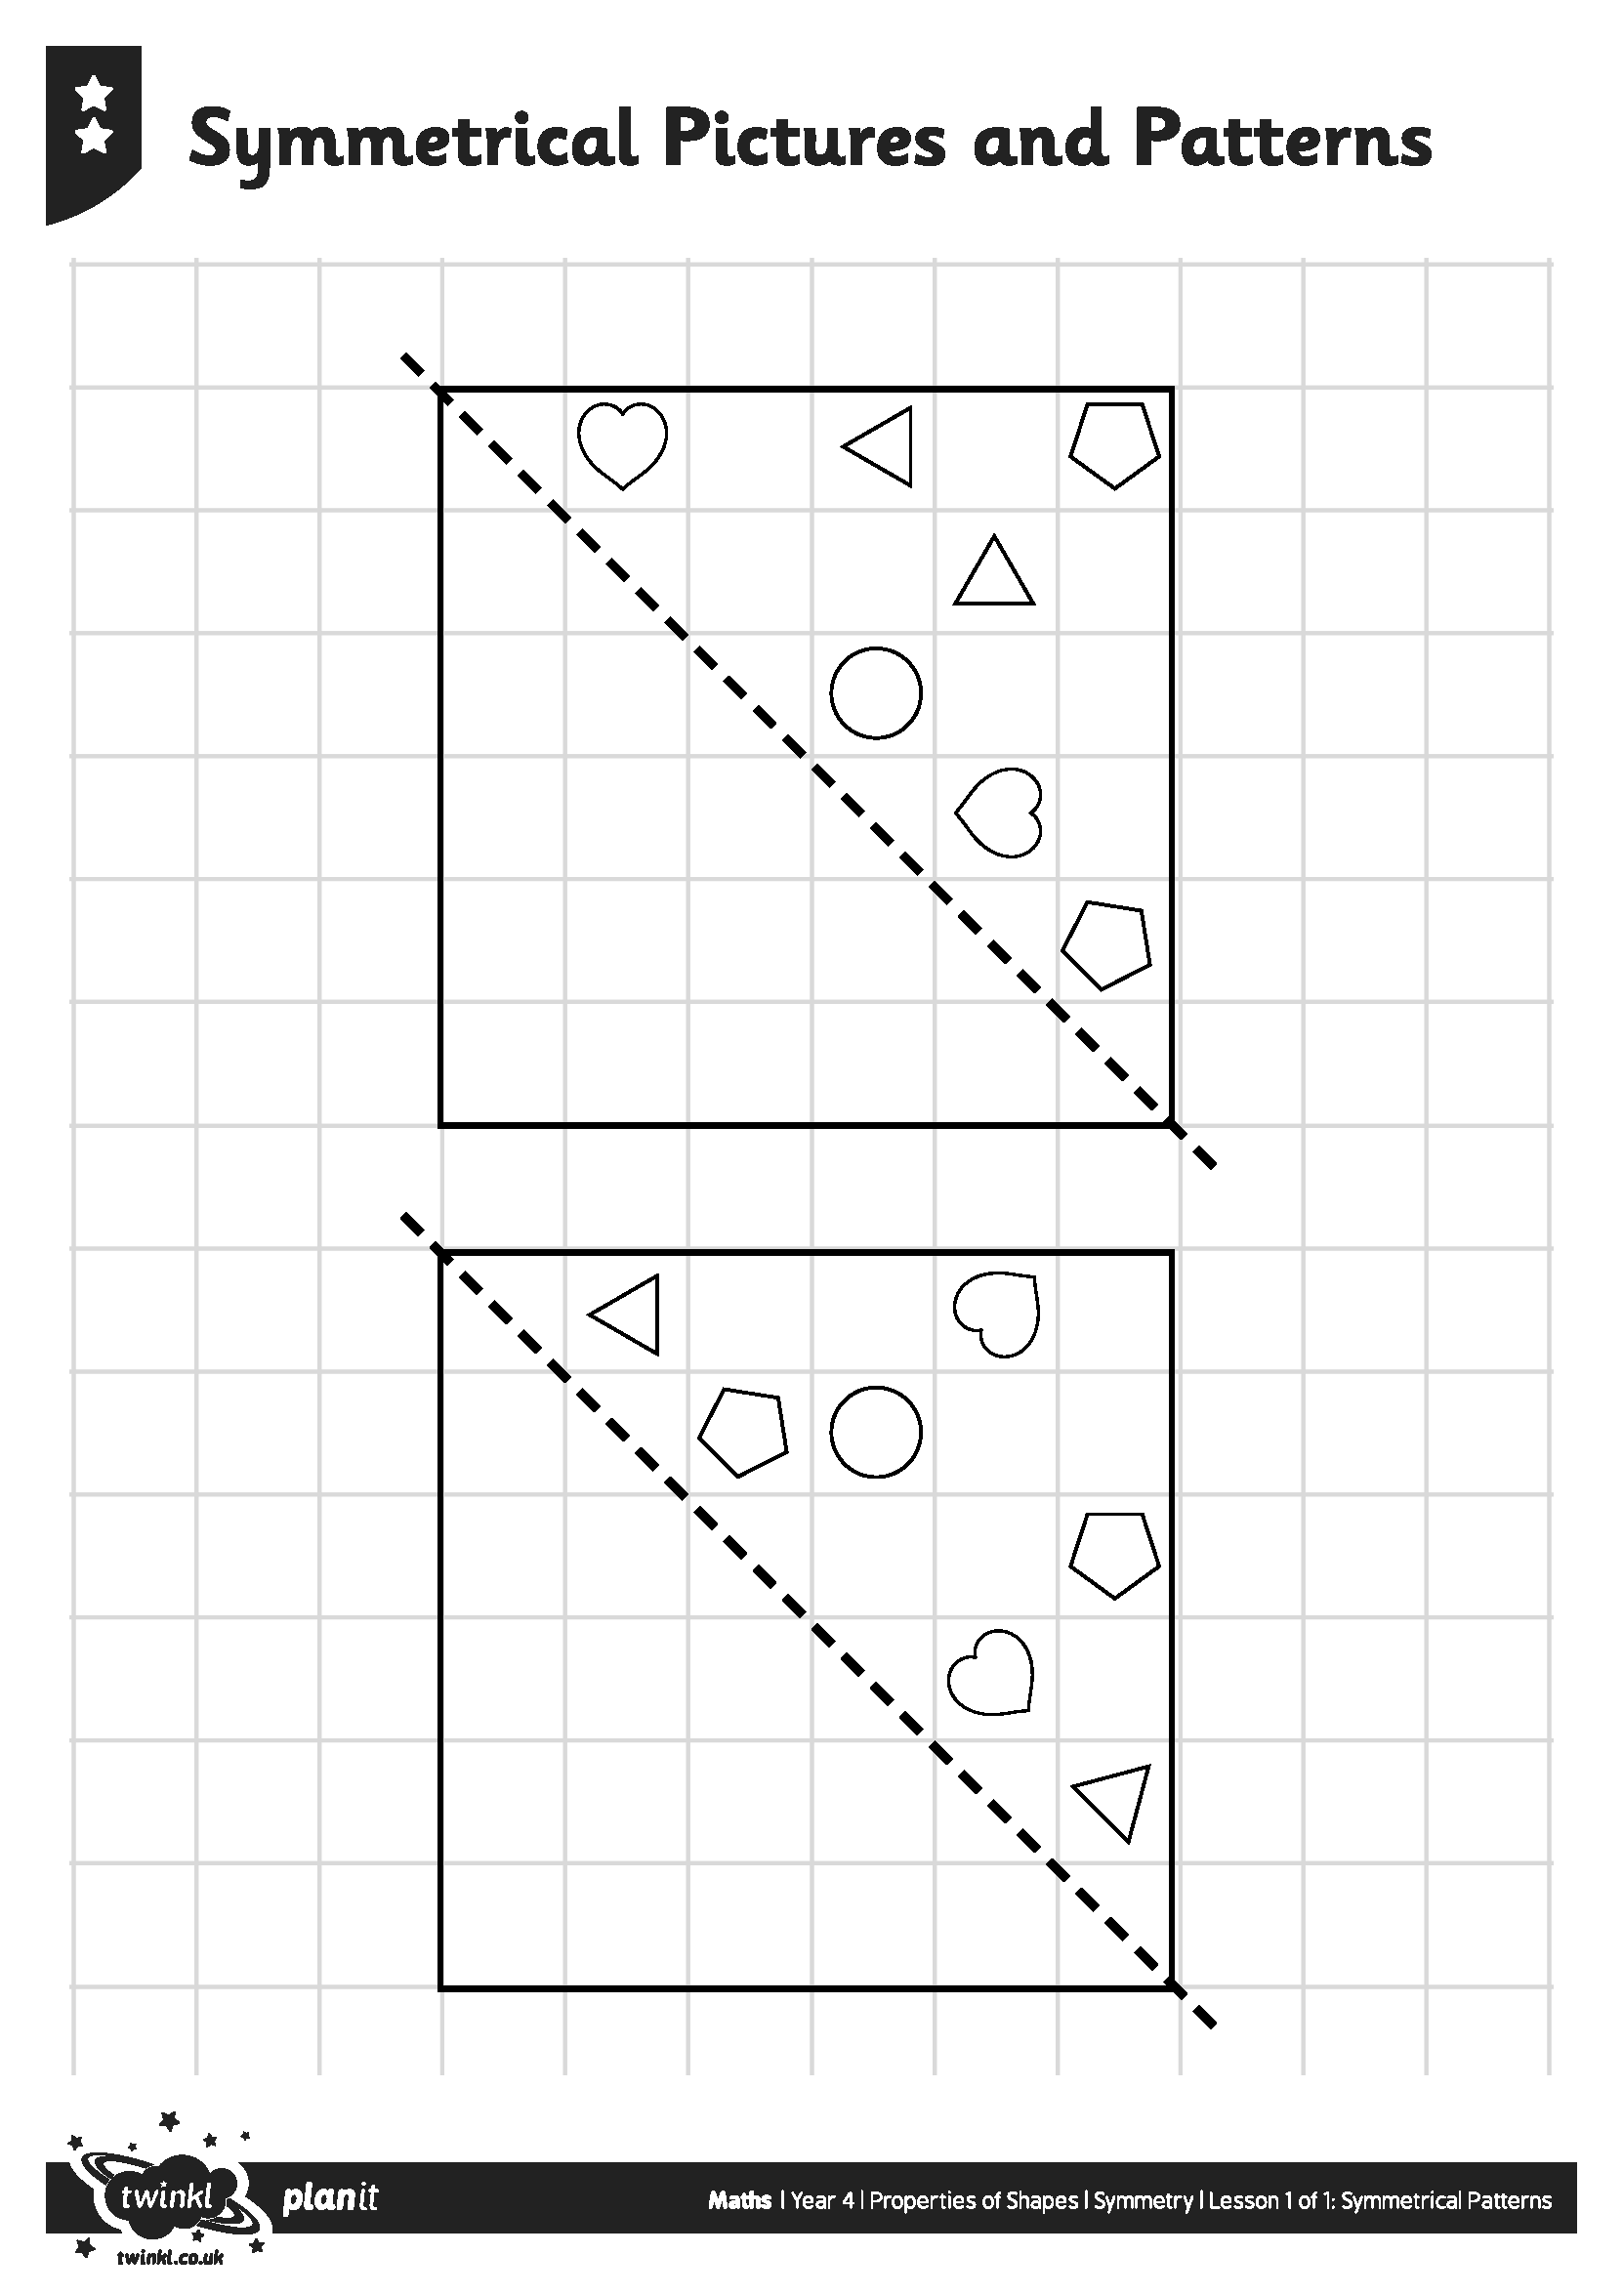 Symmetrical Pictures and Patterns
twinkl
planit
Maths | Year 4 | Properties of Shapes | Symmetry | Lesson 1 of 1: Symmetrical Patterns
twinkl.co.uk